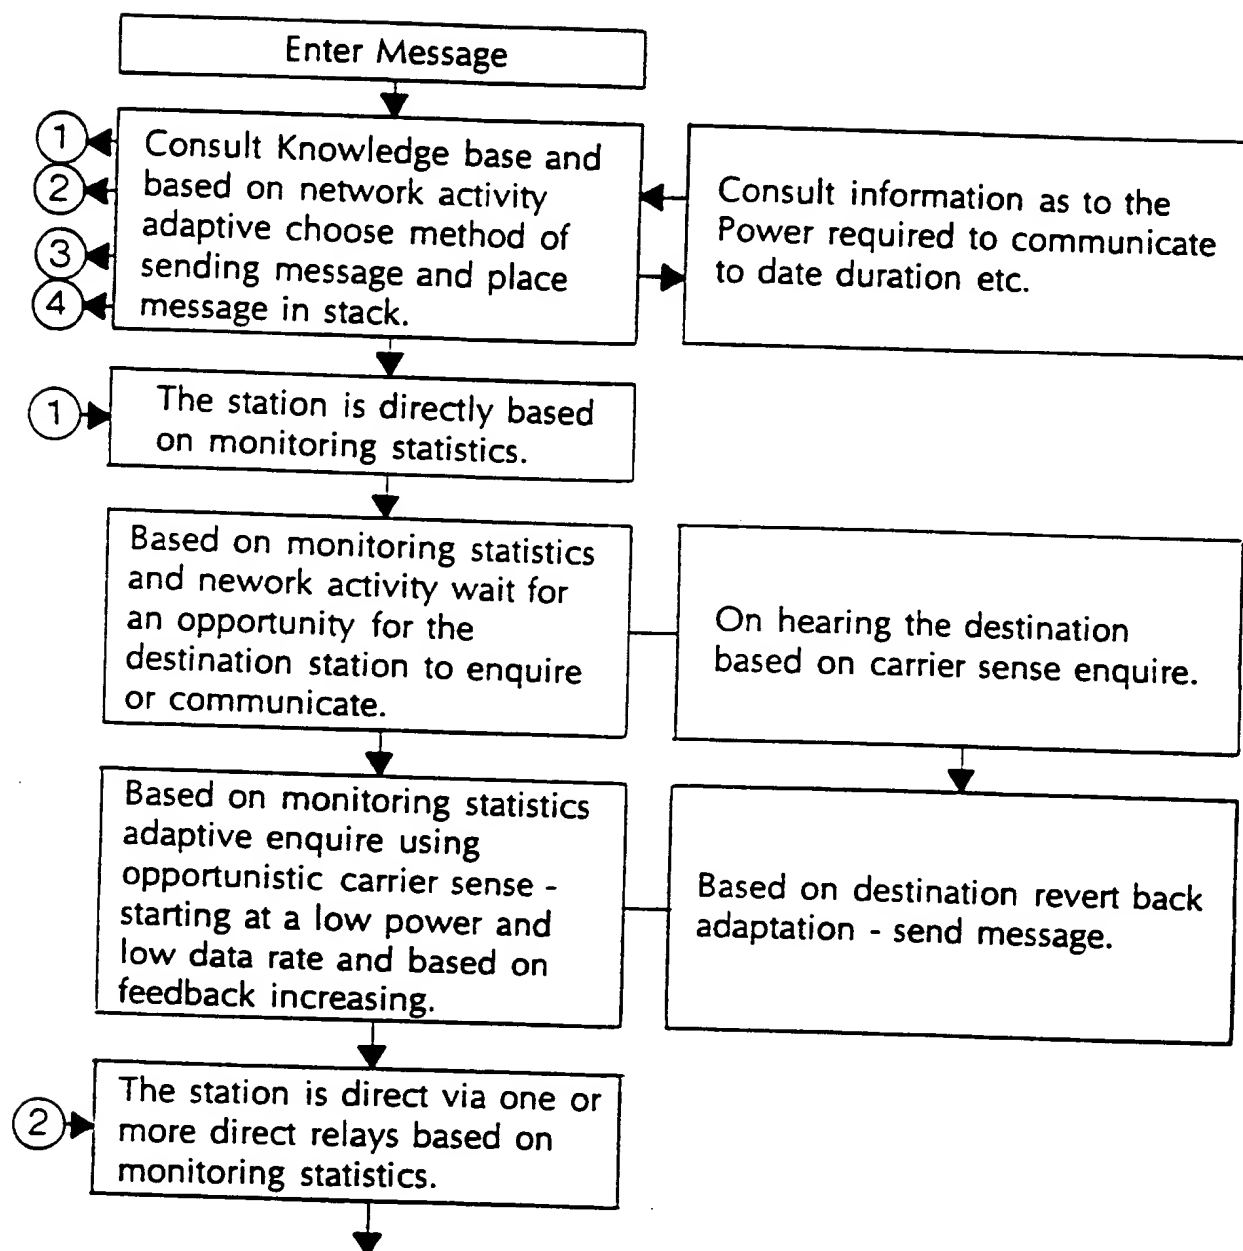 Enter Message
1
2
3
4
Consult Knowledge base and
based on network activity
adaptive choose method of
sending message and place
message in stack.
Consult information as to the
Power required to communicate
to date duration etc.
1
The station is directly based
on monitoring statistics.
Based on monitoring statistics
and nework activity wait for
an opportunity for the
destination station to enquire
or communicate.
On hearing the destination
based on carrier sense enquire.
Based on monitoring statistics
adaptive enquire using
opportunistic carrier sense -
starting at a low power and
low data rate and based on
feedback increasing.
Based on destination revert back
adaptation - send message.
2
The station is direct via one or
more direct relays based on
monitoring statistics.